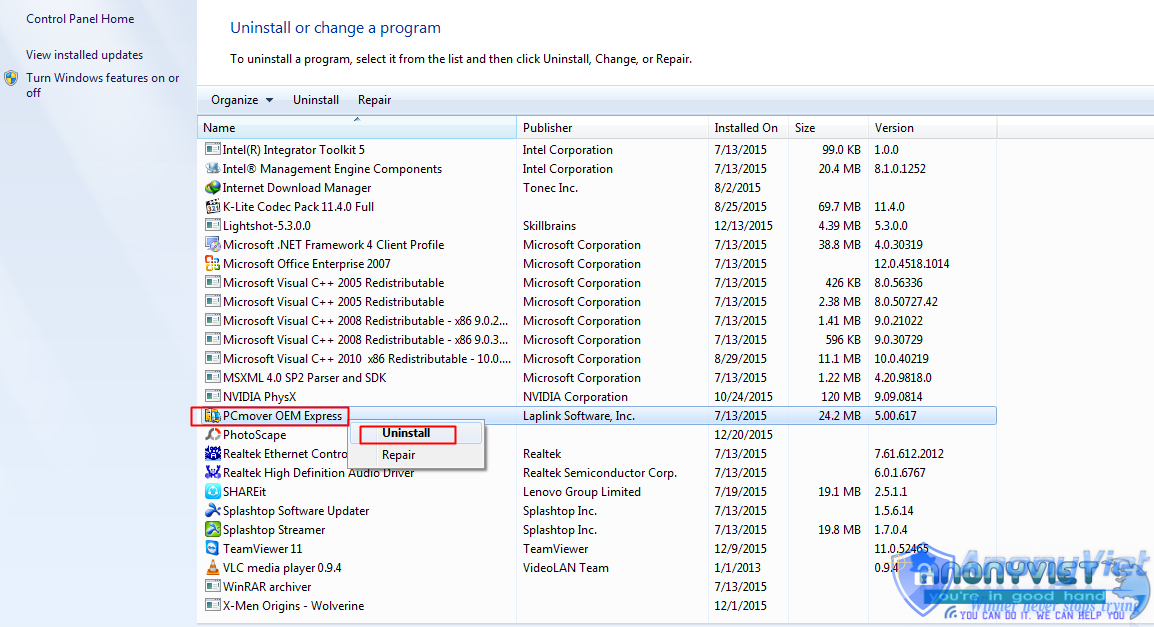 Control Panel Home
View installed updates
Turn Windows features on or
off
Uninstall or change a program
To uninstall a program, select it from the list and then click Uninstall, Change, or Repair.
Organize Uninstall Repair
Name Publisher Installed On Size Version
Intel(R) Integrator Toolkit 5 Intel Corporation 7/13/2015 99.0 KB 1.0.0
Intel® Management Engine Components Intel Corporation 7/13/2015 20.4 MB 8.1.0.1252
Internet Download Manager Tonec Inc. 8/2/2015
K-Lite Codec Pack 11.4.0 Full 8/25/2015 69.7 MB 11.4.0
Lightshot-5.3.0.0 Skillbrains 12/13/2015 4.39 MB 5.3.0.0
Microsoft .NET Framework 4 Client Profile Microsoft Corporation 7/13/2015 38.8 MB 4.0.30319
Microsoft Office Enterprise 2007 Microsoft Corporation 7/13/2015 12.0.4518.1014
Microsoft Visual C++ 2005 Redistributable Microsoft Corporation 7/13/2015 426 KB 8.0.56336
Microsoft Visual C++ 2005 Redistributable Microsoft Corporation 7/13/2015 2.38 MB 8.0.50727.42
Microsoft Visual C++ 2008 Redistributable - x86 9.0.2... Microsoft Corporation 7/13/2015 1.41 MB 9.0.21022
Microsoft Visual C++ 2008 Redistributable - x86 9.0.3... Microsoft Corporation 7/13/2015 596 KB 9.0.30729
Microsoft Visual C++ 2010 x86 Redistributable - 10.0.... Microsoft Corporation 8/29/2015 11.1 MB 10.0.40219
MSXML 4.0 SP2 Parser and SDK Microsoft Corporation 7/13/2015 1.22 MB 4.20.9818.0
NVIDIA PhysX NVIDIA Corporation 10/24/2015 120 MB 9.09.0814
PCmover OEM Express Laplink Software, Inc. 7/13/2015 24.2 MB 5.00.617
PhotoScape 12/20/2015
Uninstall
Realtek Ethernet Contro Realtek 7/13/2015 7.61.612.2012
Repair
Realtek High Definition Audio Driver Realtek Semiconductor Corp. 7/13/2015 6.0.1.6767
SHAREit Lenovo Group Limited 7/19/2015 19.1 MB 2.5.1.1
Splashtop Software Updater Splashtop Inc. 7/13/2015 1.5.6.14
Splashtop Streamer Splashtop Inc. 7/13/2015 19.8 MB 1.7.0.4
TeamViewer 11 TeamViewer 12/9/2015 11.0.52465
VLC media player 0.9.4 VideoLAN Team 1/1/2013 0.9.4
WinRAR archiver 7/13/2015
X-Men Origins - Wolverine 12/1/2015
AnonyViet
ANONYVIET
you're in good hand
Winner never stops trying
YOU CAN DO IT. WE CAN HELP YOU